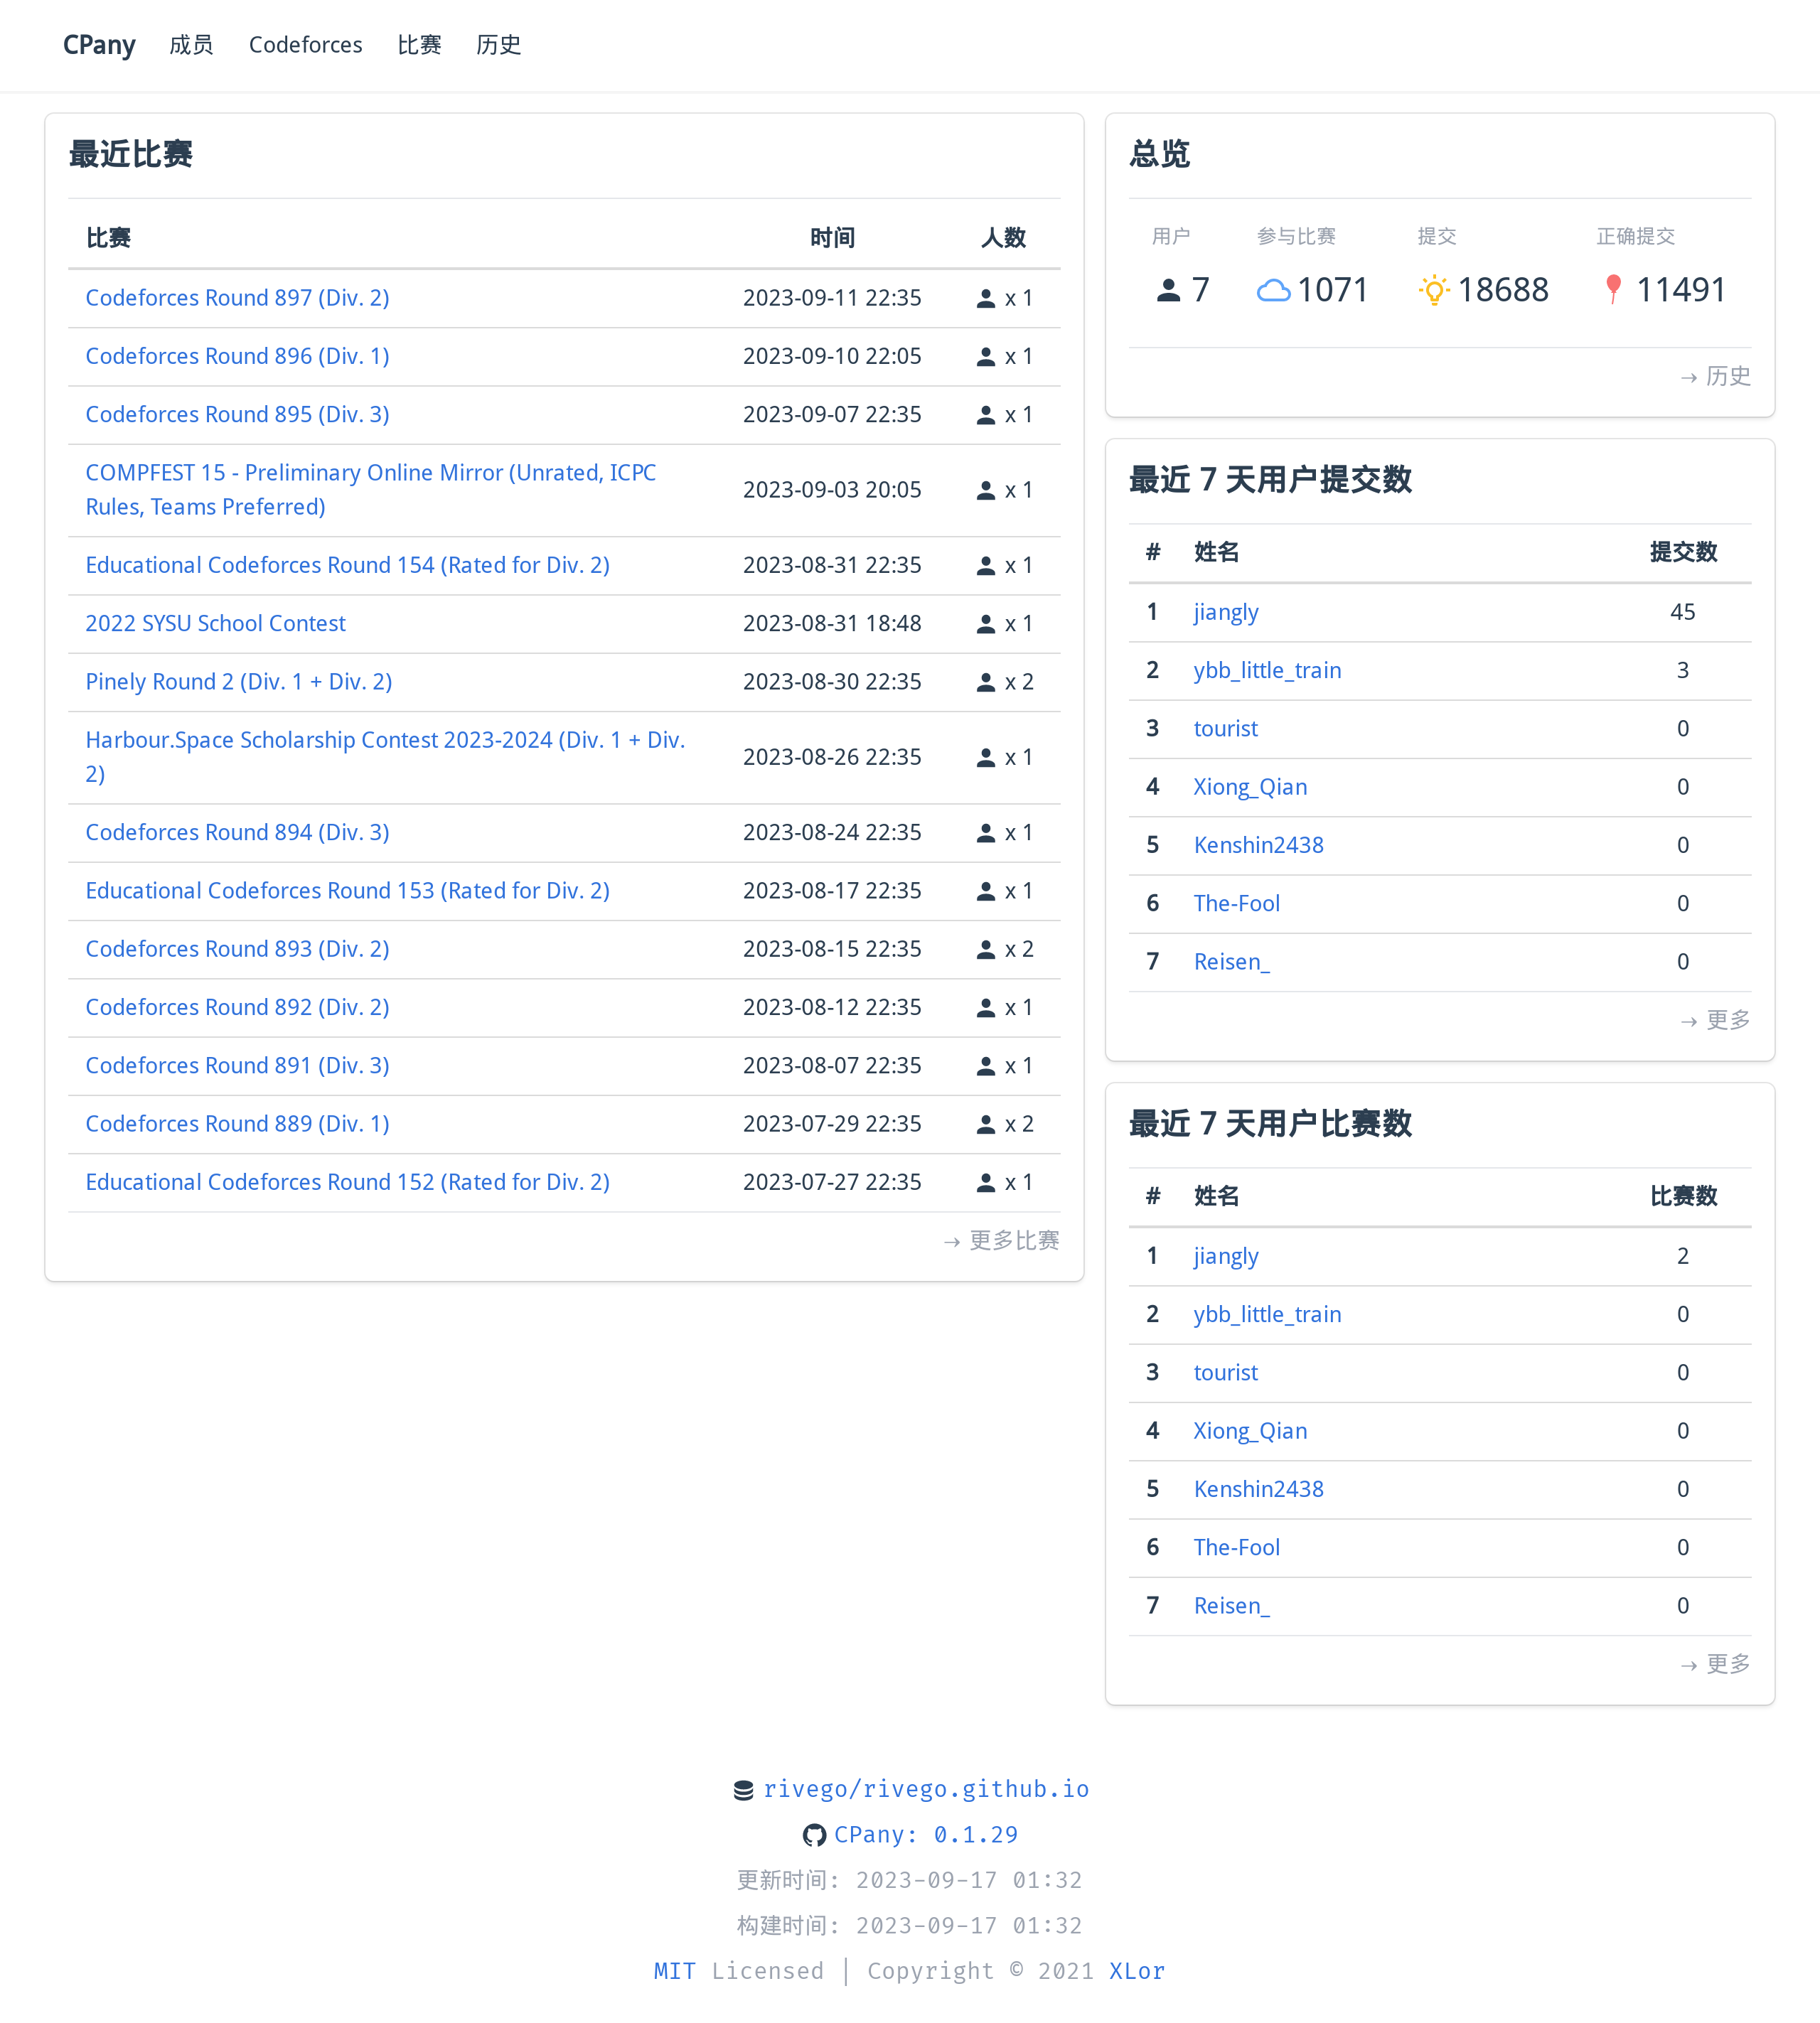 CPany 成员 Codeforces 比赛 历史
最近比赛
比赛 时间 人数
Codeforces Round 897 (Div. 2) 2023-09-11 22:35 x 1
Codeforces Round 896 (Div. 1) 2023-09-10 22:05 x 1
Codeforces Round 895 (Div. 3) 2023-09-07 22:35 x 1
COMPFEST 15 - Preliminary Online Mirror (Unrated, ICPC
Rules, Teams Preferred) 2023-09-03 20:05 x 1
Educational Codeforces Round 154 (Rated for Div. 2) 2023-08-31 22:35 x 1
2022 SYSU School Contest 2023-08-31 18:48 x 1
Pinely Round 2 (Div. 1 + Div. 2) 2023-08-30 22:35 x 2
Harbour.Space Scholarship Contest 2023-2024 (Div. 1 + Div.
2) 2023-08-26 22:35 x 1
Codeforces Round 894 (Div. 3) 2023-08-24 22:35 x 1
Educational Codeforces Round 153 (Rated for Div. 2) 2023-08-17 22:35 x 1
Codeforces Round 893 (Div. 2) 2023-08-15 22:35 x 2
Codeforces Round 892 (Div. 2) 2023-08-12 22:35 x 1
Codeforces Round 891 (Div. 3) 2023-08-07 22:35 x 1
Codeforces Round 889 (Div. 1) 2023-07-29 22:35 x 2
Educational Codeforces Round 152 (Rated for Div. 2) 2023-07-27 22:35 x 1
→ 更多比赛
总览
用户 参与比赛 提交 正确提交
7 1071 18688 11491
→ 历史
最近 7 天用户提交数
# 姓名 提交数
1 jiangly 45
2 ybb_little_train 3
3 tourist 0
4 Xiong_Qian 0
5 Kenshin2438 0
6 The-Fool 0
7 Reisen_ 0
→ 更多
最近 7 天用户比赛数
# 姓名 比赛数
1 jiangly 2
2 ybb_little_train 0
3 tourist 0
4 Xiong_Qian 0
5 Kenshin2438 0
6 The-Fool 0
7 Reisen_ 0
→ 更多
rivego/rivego.github.io
CPany: 0.1.29
更新时间: 2023-09-17 01:32
构建时间: 2023-09-17 01:32
MIT Licensed | Copyright © 2021 XLor